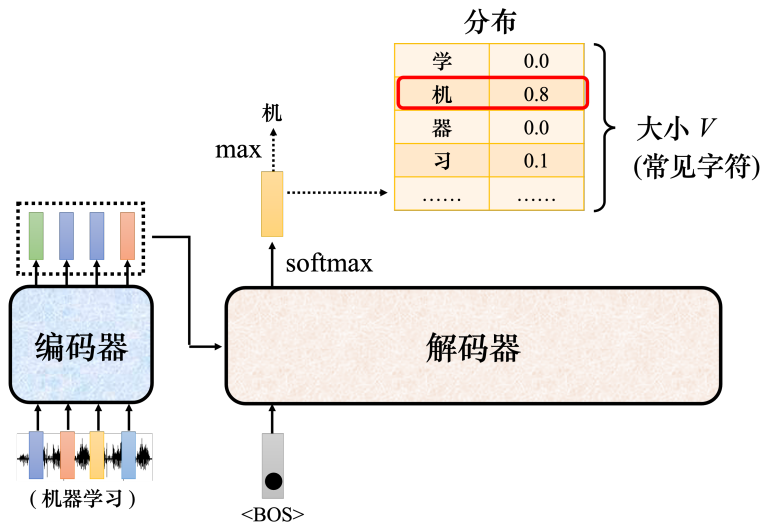 分布
学 0.0
机 0.8
器 0.0
习 0.1
…… ……
大小 V
(常见字符)
机
max
softmax
编码器
解码器
(机器学习)
<BOS>